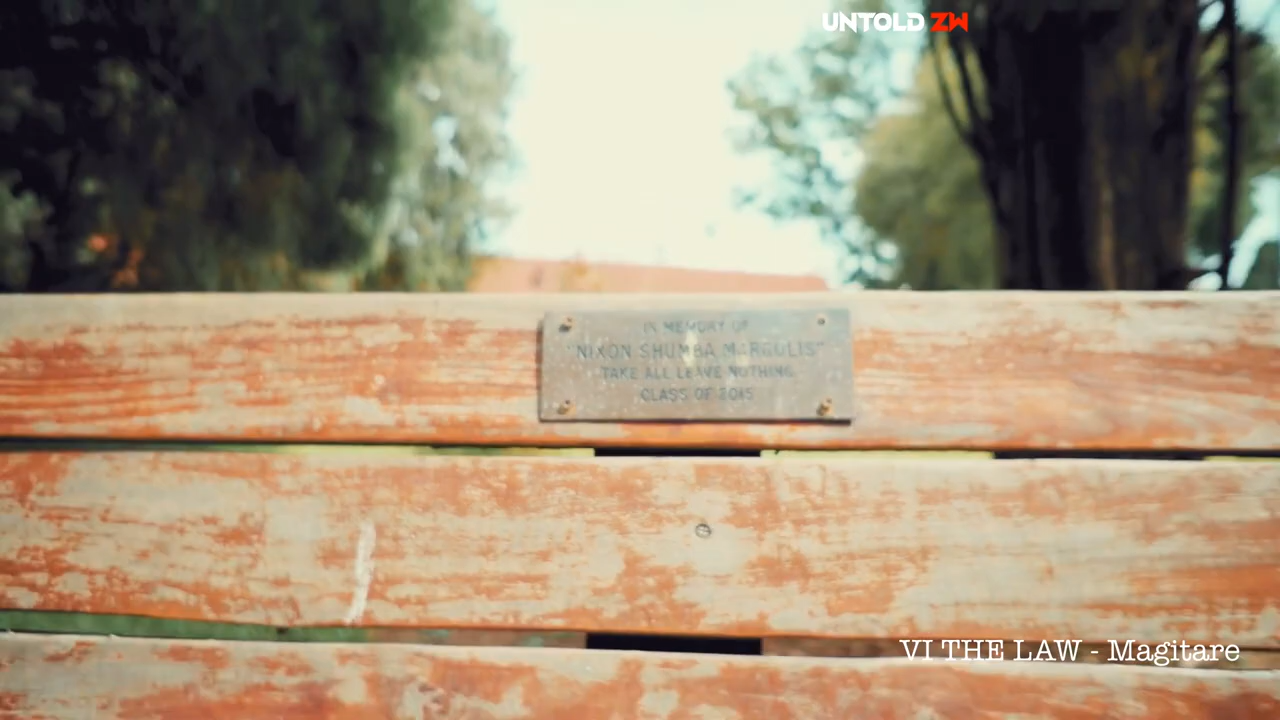 UNTOLD ZW
IN MEMORY OF
"NIXON SHUMBA MARGOLIS"
TAKE ALL LEAVE NOTHING
CLASS OF 2015
VI THE LAW - Magitare